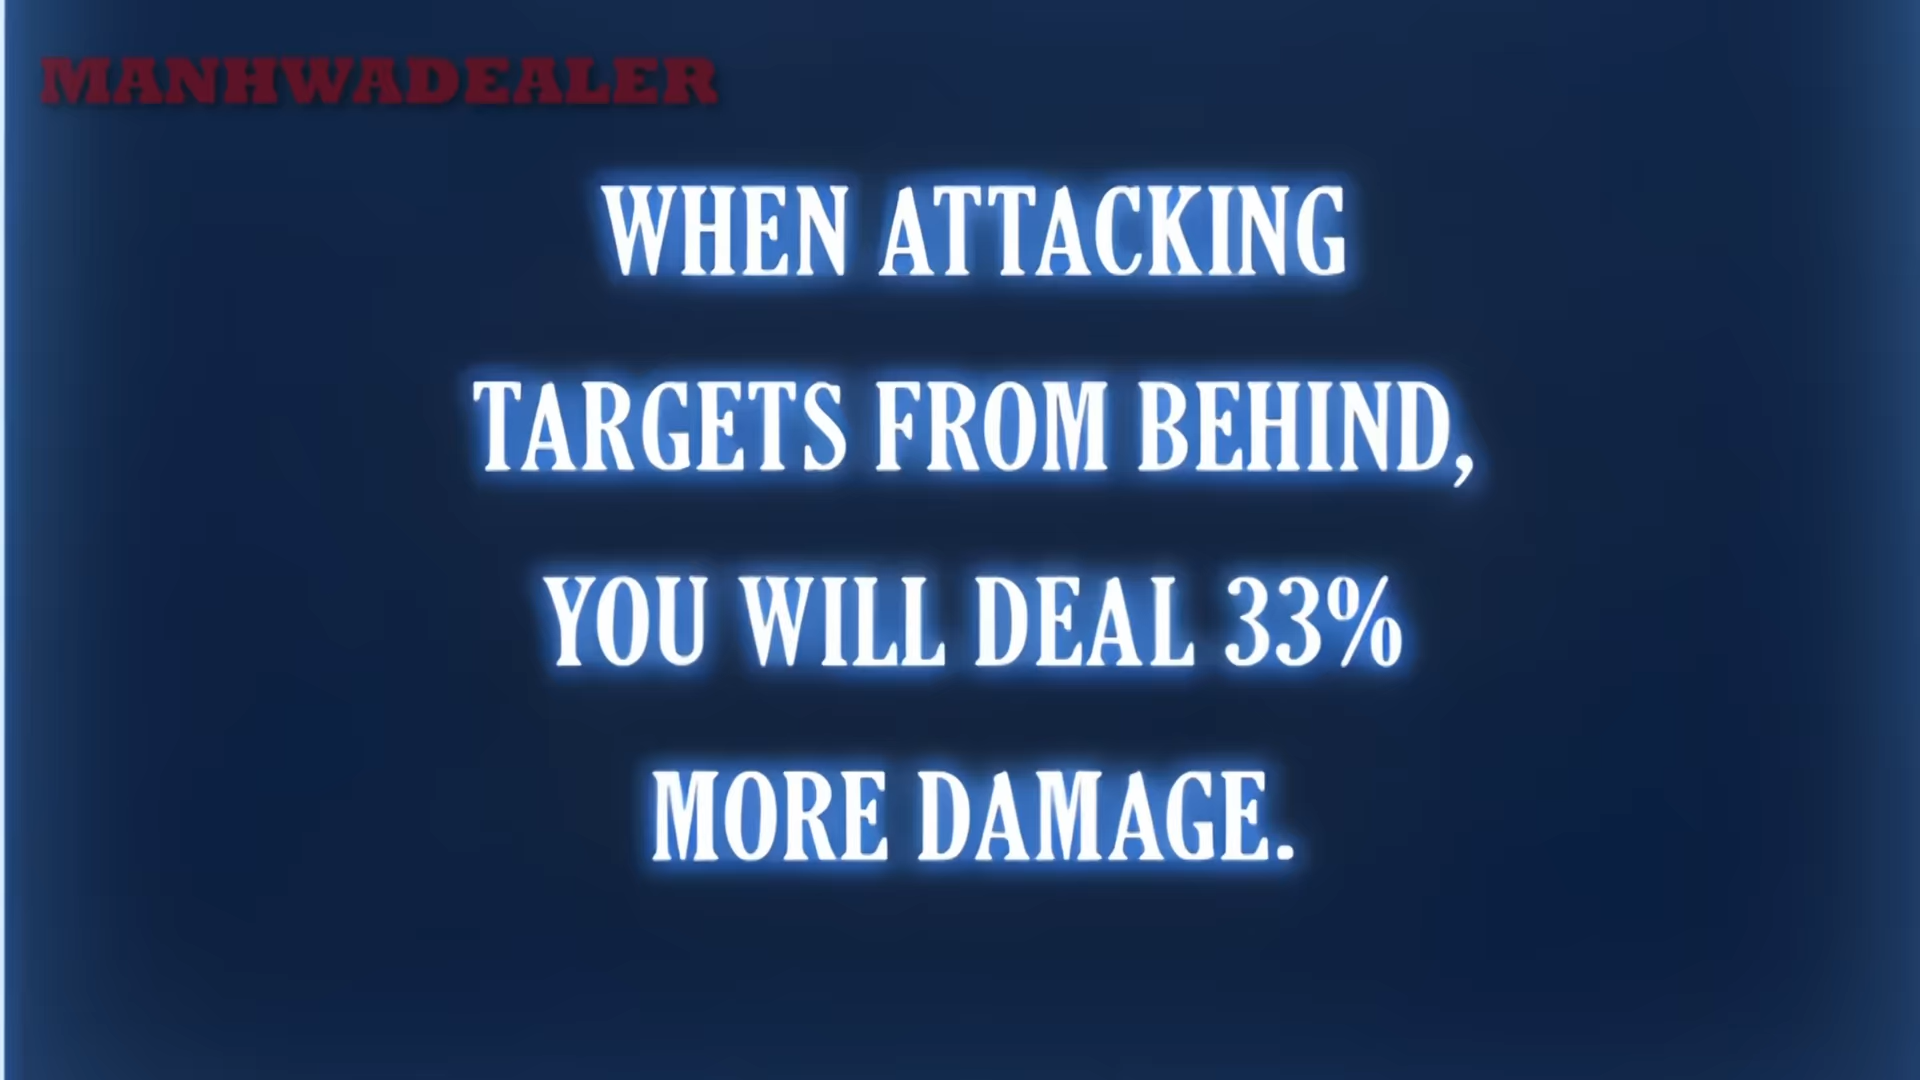 MANHWADEALER
WHEN ATTACKING
TARGETS FROM BEHIND,
YOU WILL DEAL 33%
MORE DAMAGE.